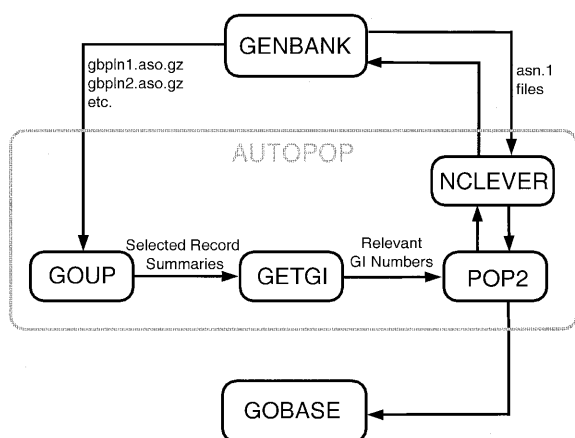 GENBANK
gbpln1.aso.gz
gbpln2.aso.gz
etc.
asn.1
files
AUTOPOP
NCLEVER
GOUP
Selected Record
Summaries
GETGI
Relevant
GI Numbers
POP2
GOBASE